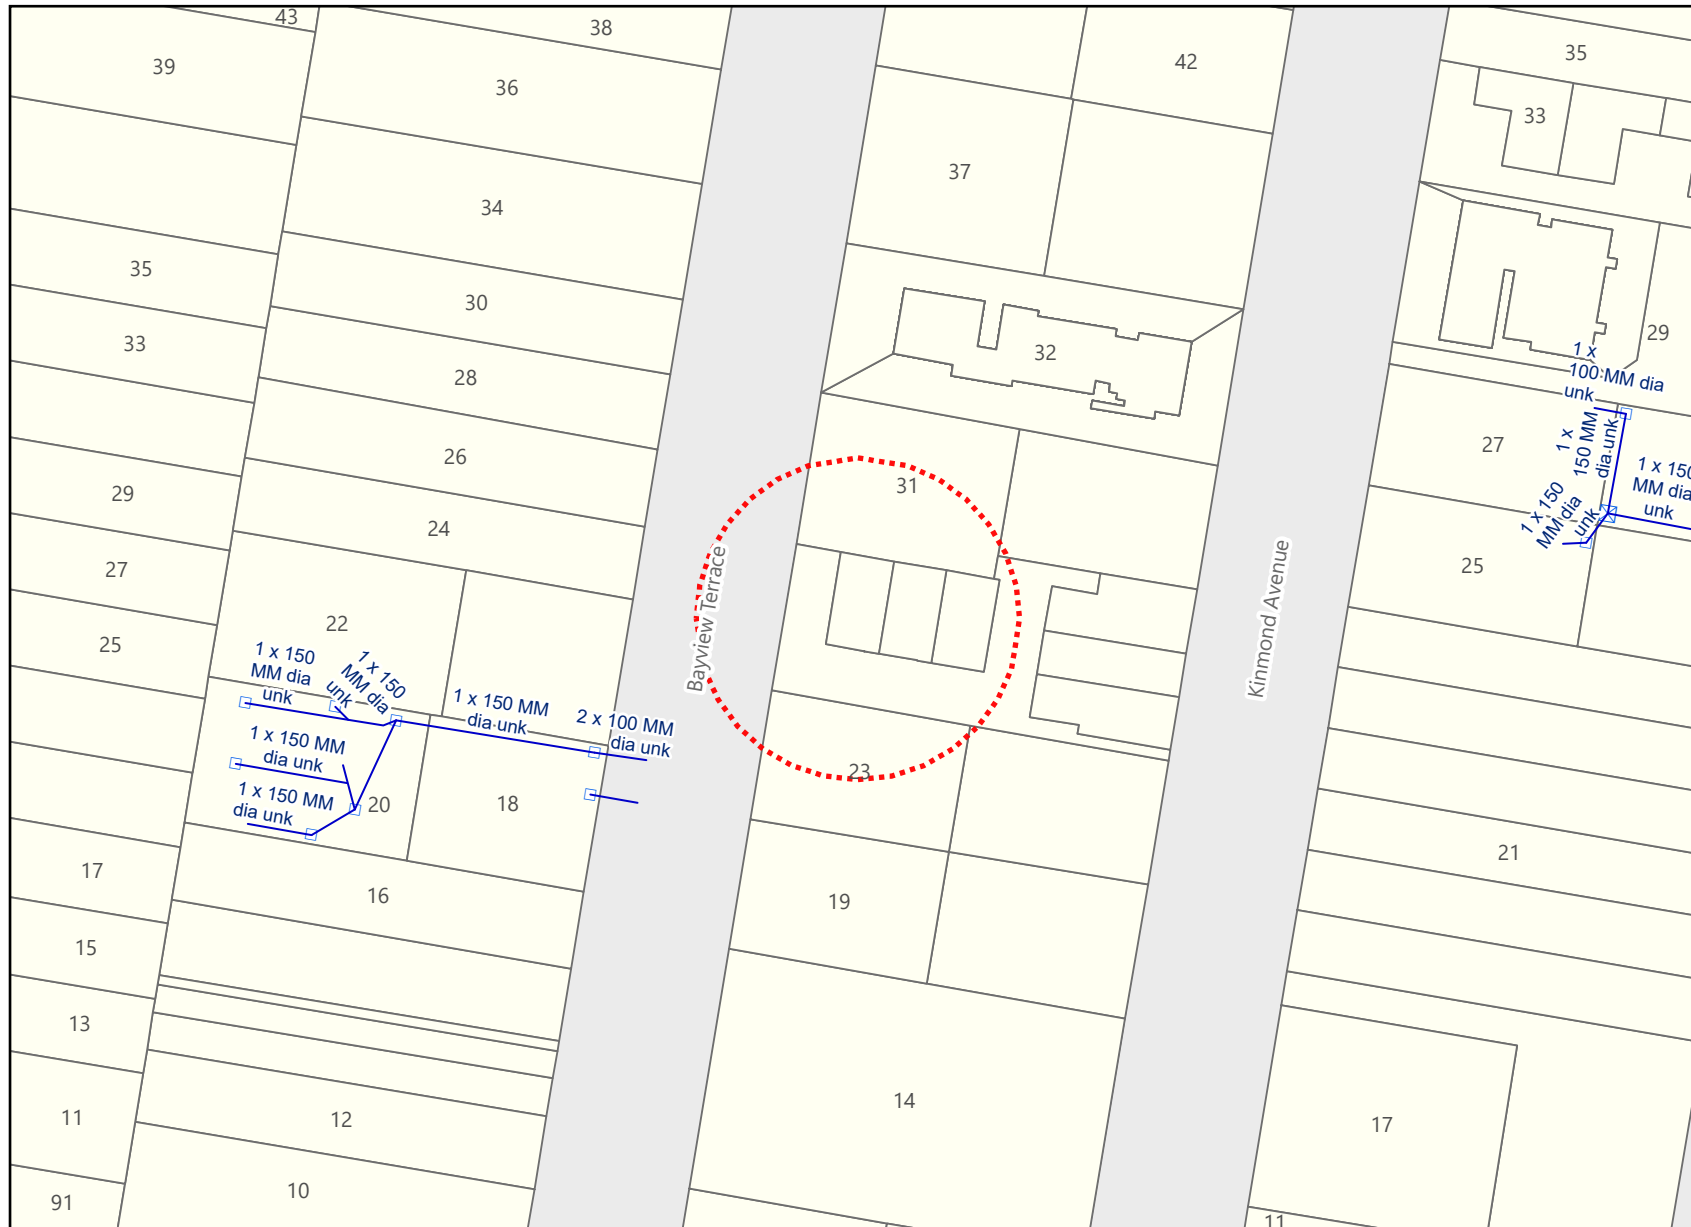 43
38
42
35
39
36
33
37
34
35
30
33
32
29
28
1 x
100 MM dia
unk
27
1 x
150 MM
dia unk
26
29
31
1 x 150
MM dia
unk
1 x 150
MM dia
unk
24
27
25
Bayview Terrace
Kinmond Avenue
22
25
1 x 150
MM dia
unk
1 x 150
MM dia
unk
1 x 150 MM
dia unk
2 x 100 MM
dia unk
1 x 150 MM
dia unk
1 x 150 MM
dia unk
20
18
23
21
17
16
19
15
13
14
11
12
17
91
10
11